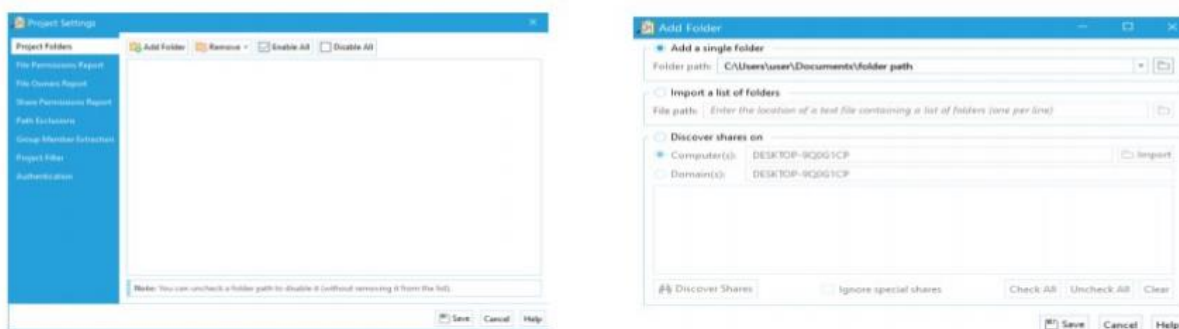 Project Settings
Project Folders
File Permissions Report
File Owners Report
Share Permissions Report
Path Exclusions
Group Member Extraction
Project Filter
Authentication
Add Folder Remove Enable All Disable All
Note: You can uncheck a folder path to disable it (without removing it from the list).
Save Cancel Help
Add Folder
Add a single folder
Folder path: C:\Users\user\Documents\folder path
Import a list of folders
File path: Enter the location of a text file containing a list of folders (one per line)
Discover shares on
Computer(s): DESKTOP-9Q0G1CP Import
Domain(s): DESKTOP-9Q0G1CP
Discover Shares Ignore special shares Check All Uncheck All Clear
Save Cancel Help